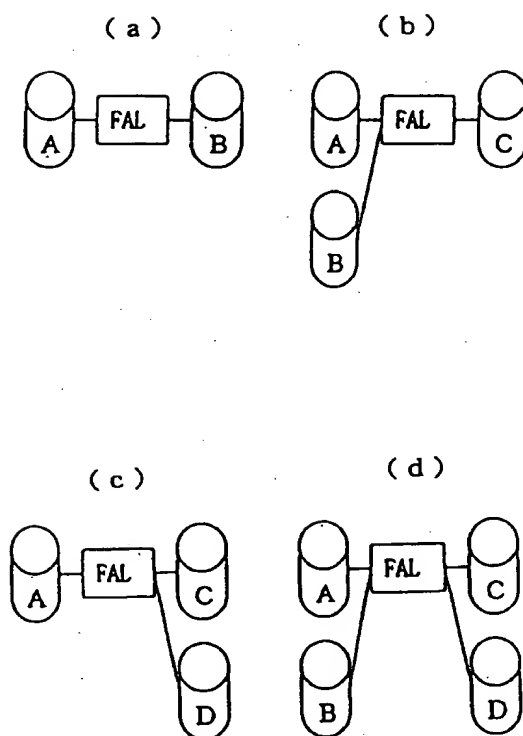 (a) (b)
A FAL B A FAL C
B
(c) (d)
A FAL C A FAL C
D B D